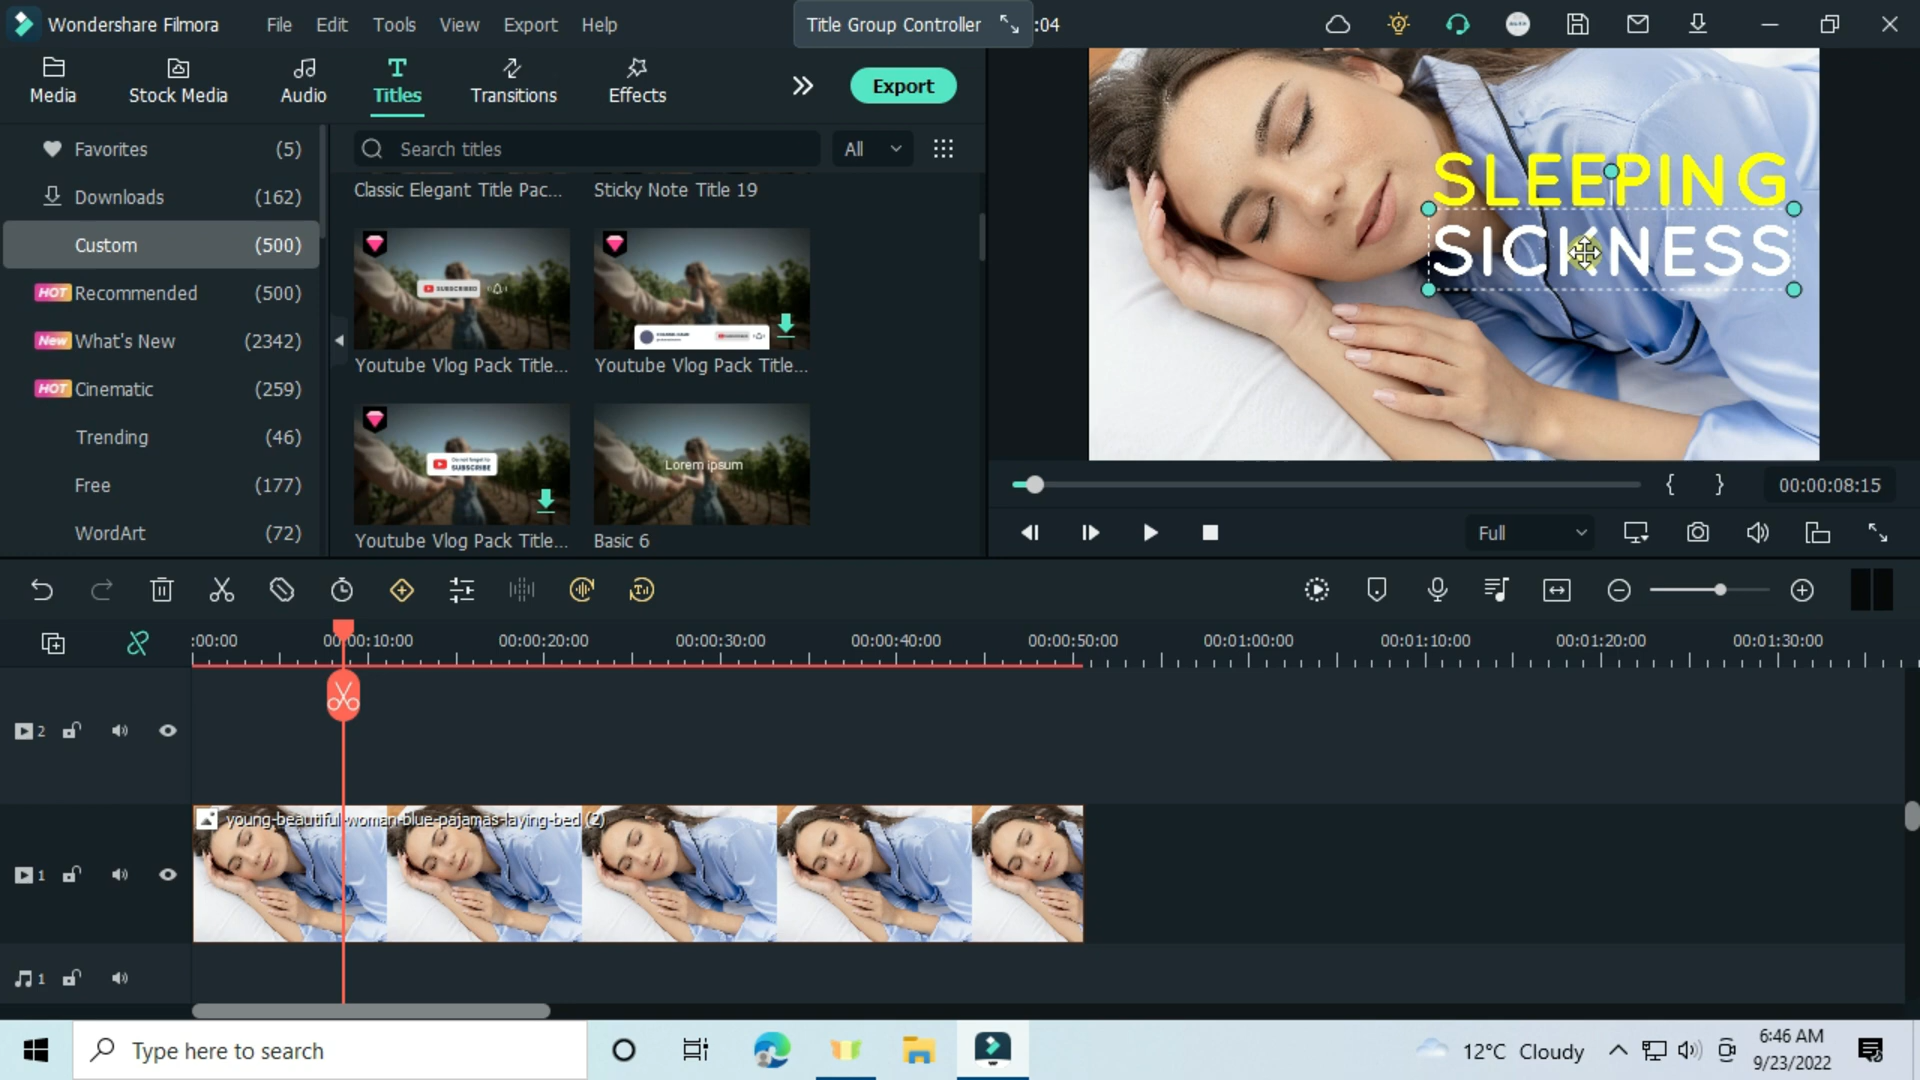 Wondershare Filmora
File
Edit
Tools
View
Export
Help
Title Group Controller
:04
Media
Stock Media
Audio
Titles
Transitions
Effects
Export
Favorites (5)
Downloads (162)
Custom (500)
HOT Recommended (500)
New What's New (2342)
HOT Cinematic (259)
Trending (46)
Free (177)
WordArt (72)
Search titles
All
Classic Elegant Title Pac...
Sticky Note Title 19
SUBSCRIBED
Youtube Vlog Pack Title...
Youtube Vlog Pack Title...
SUBSCRIBE
Lorem ipsum
Youtube Vlog Pack Title...
Basic 6
SLEEPING
SICKNESS
00:00:08:15
Full
:00:00
00:00:10:00
00:00:20:00
00:00:30:00
00:00:40:00
00:00:50:00
00:01:00:00
00:01:10:00
00:01:20:00
00:01:30:00
2
young-beautiful-woman-blue-pajamas-laying-bed (2)
1
1
Type here to search
12°C Cloudy
6:46 AM
9/23/2022